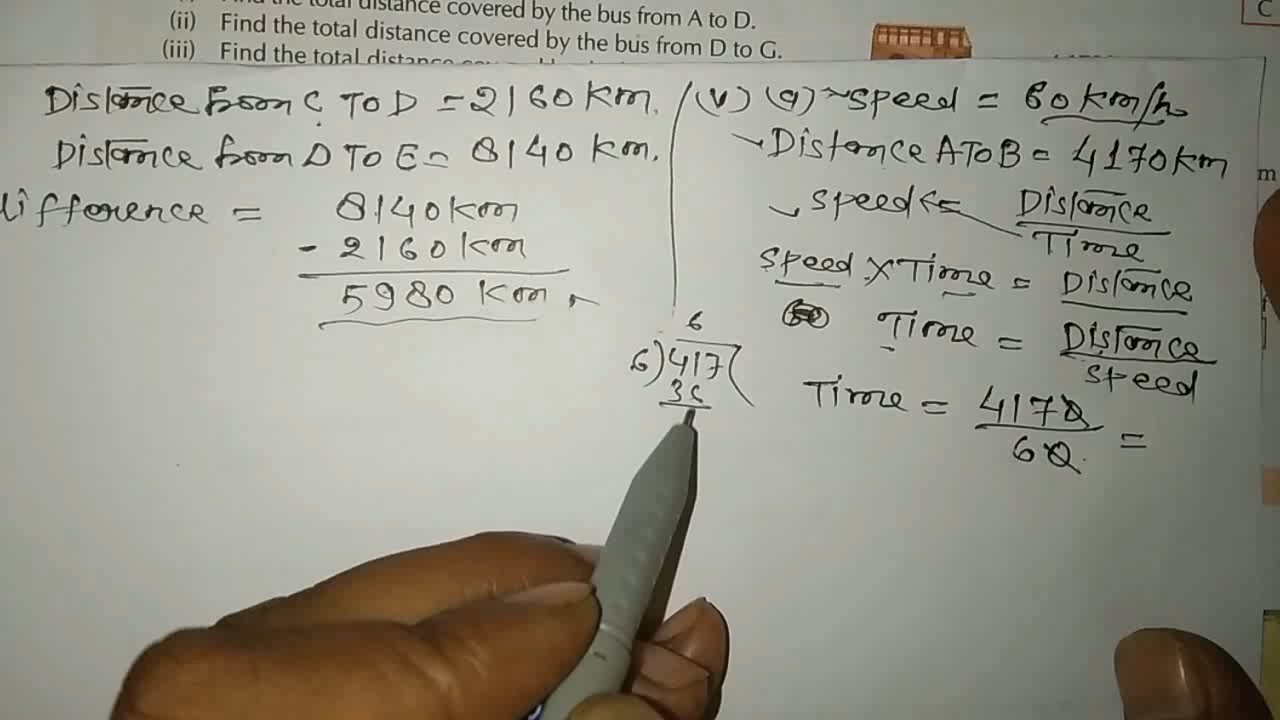 total distance covered by the bus from A to D.
(ii) Find the total distance covered by the bus from D to G.
(iii) Find the total distance
C
m
Distance from C TO D = 2160 Km.
Distance from D TO E = 8140 Km.
difference = 8140 Km
- 2160 Km
5980 Km
(v) (a) speed = 60 km/h
Distance A TO B = 4170 km
speed = Distance
Time
speed × Time = Distance
Time = Distance
speed
6
6)417(
36
Time = 4170
60 =